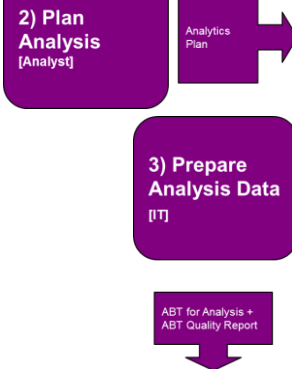 2) Plan
Analysis
[Analyst]
Analytics
Plan
3) Prepare
Analysis Data
[IT]
ABT for Analysis +
ABT Quality Report